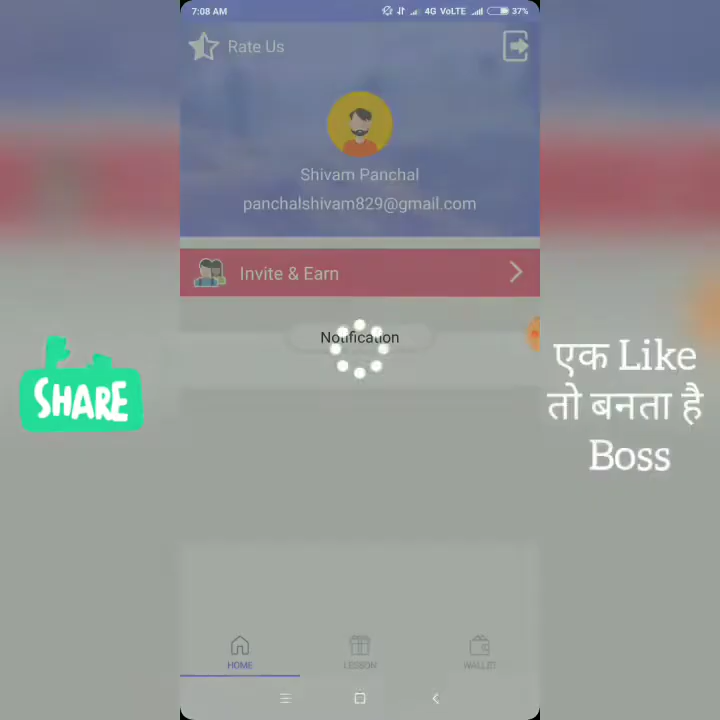 7:08 AM
4G VoLTE
37%
Rate Us
Shivam Panchal
panchalshivam829@gmail.com
Invite & Earn
Notification
SHARE
एक Like
तो बनता है
Boss
HOME
LESSON
WALLET